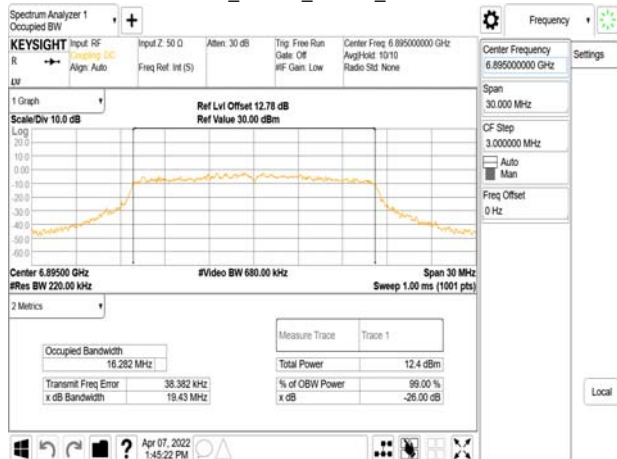 Spectrum Analyzer 1
Occupied BW
Frequency
KEYSIGHT
Input: RF
Coupling: DC
Align: Auto
Input Z: 50 Ω
Freq Ref: Int (S)
Atten: 30 dB
Trig: Free Run
Gate: Off
#IF Gain: Low
Center Freq: 6.895000000 GHz
Avg|Hold: 10/10
Radio Std: None
R
LVI
Center Frequency
6.895000000 GHz
Settings
Span
30.000 MHz
CF Step
3.000000 MHz
Auto
Man
Freq Offset
0 Hz
Local
1 Graph
Scale/Div 10.0 dB
Ref Lvl Offset 12.78 dB
Ref Value 30.00 dBm
Log
20.0
10.0
0.00
-10.0
-20.0
-30.0
-40.0
-50.0
-60.0
Center 6.89500 GHz
#Res BW 220.00 kHz
#Video BW 680.00 kHz
Span 30 MHz
Sweep 1.00 ms (1001 pts)
2 Metrics
Measure Trace Trace 1
Occupied Bandwidth
16.282 MHz
Total Power 12.4 dBm
Transmit Freq Error 38.382 kHz
% of OBW Power 99.00 %
x dB Bandwidth 19.43 MHz
x dB -26.00 dB
Apr 07, 2022
1:45:22 PM